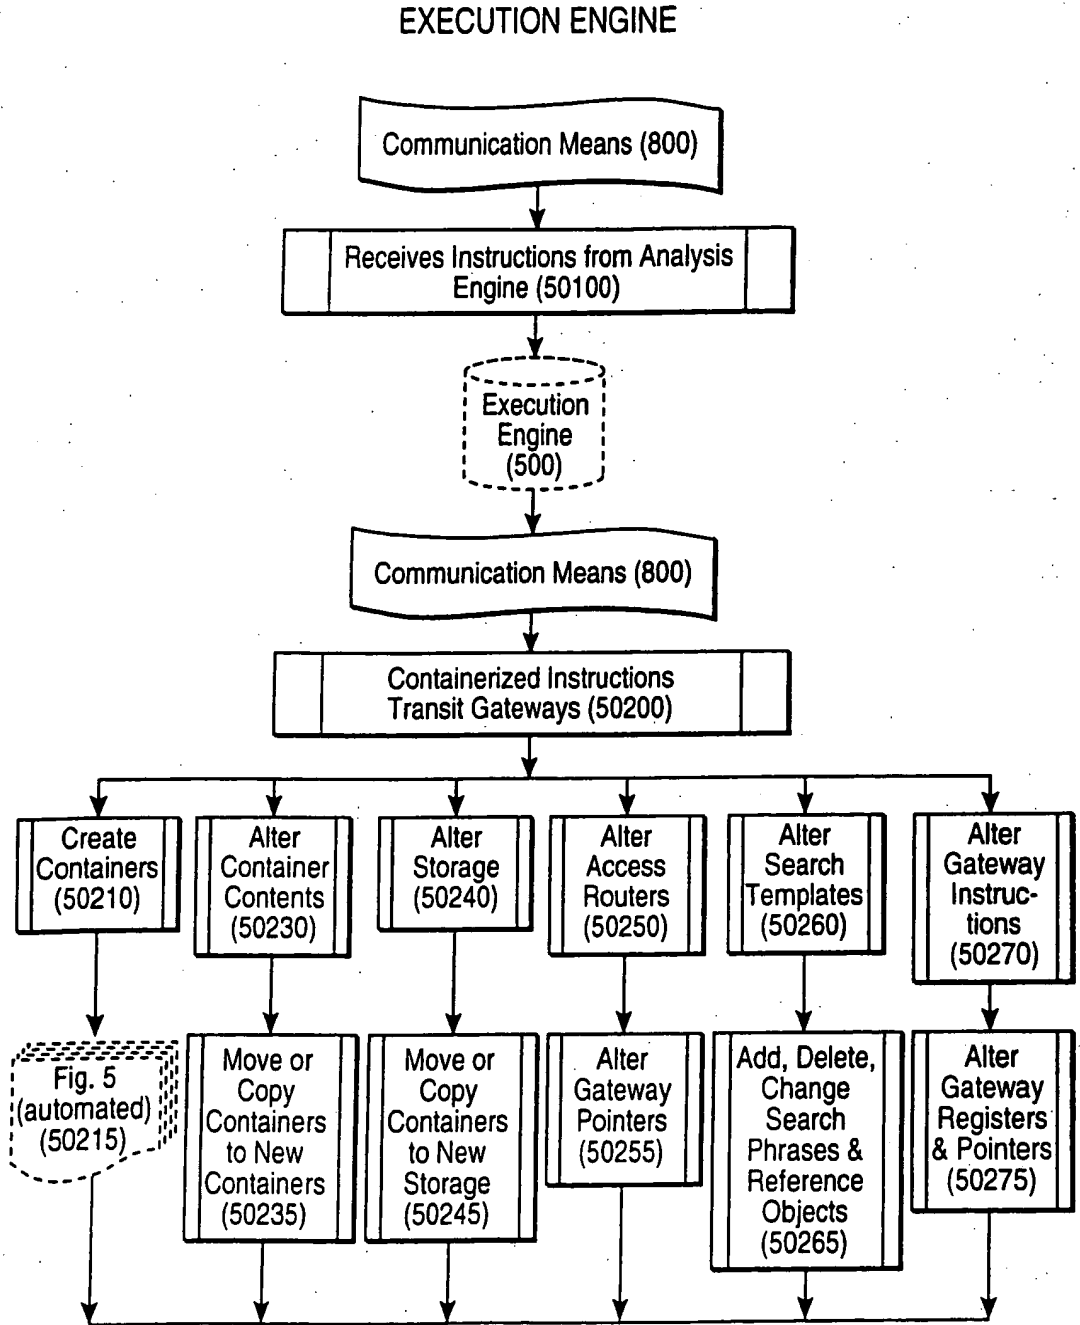 EXECUTION ENGINE
Communication Means (800)
Receives Instructions from Analysis
Engine (50100)
Execution
Engine
(500)
Communication Means (800)
Containerized Instructions
Transit Gateways (50200)
Create
Containers
(50210)
Alter
Container
Contents
(50230)
Alter
Storage
(50240)
Alter
Access
Routers
(50250)
Alter
Search
Templates
(50260)
Alter
Gateway
Instruc-
tions
(50270)
Fig. 5
(automated)
(50215)
Move or
Copy
Containers
to New
Containers
(50235)
Move or
Copy
Containers
to New
Storage
(50245)
Alter
Gateway
Pointers
(50255)
Add, Delete,
Change
Search
Phrases &
Reference
Objects
(50265)
Alter
Gateway
Registers
& Pointers
(50275)